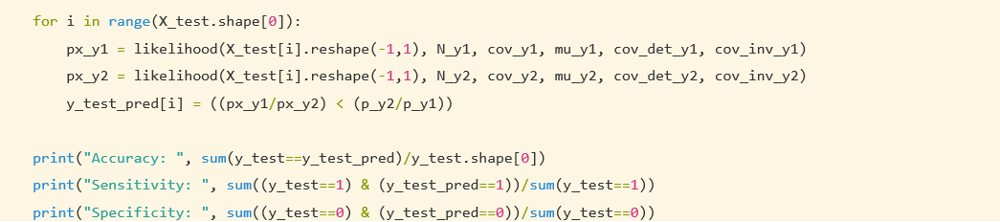 for i in range(X_test.shape[0]):
    px_y1 = likelihood(X_test[i].reshape(-1,1), N_y1, cov_y1, mu_y1, cov_det_y1, cov_inv_y1)
    px_y2 = likelihood(X_test[i].reshape(-1,1), N_y2, cov_y2, mu_y2, cov_det_y2, cov_inv_y2)
    y_test_pred[i] = ((px_y1/px_y2) < (p_y2/p_y1))
print("Accuracy: ", sum(y_test==y_test_pred)/y_test.shape[0])
print("Sensitivity: ", sum((y_test==1) & (y_test_pred==1))/sum(y_test==1))
print("Specificity: ", sum((y_test==0) & (y_test_pred==0))/sum(y_test==0))